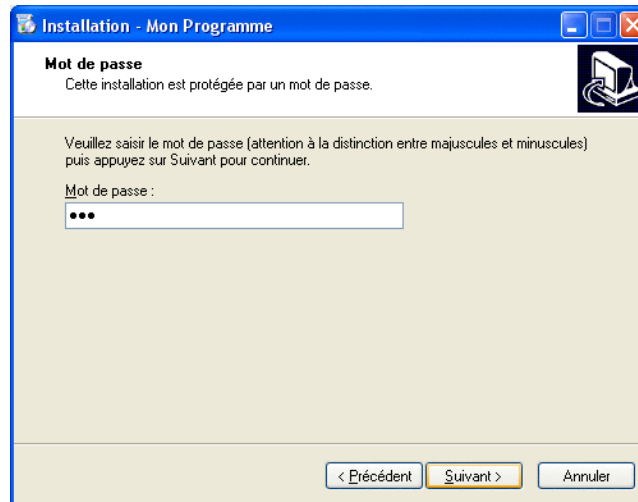 Installation - Mon Programme
Mot de passe
Cette installation est protégée par un mot de passe.
Veuillez saisir le mot de passe (attention à la distinction entre majuscules et minuscules)
puis appuyez sur Suivant pour continuer.
Mot de passe :
•••
< Précédent Suivant > Annuler